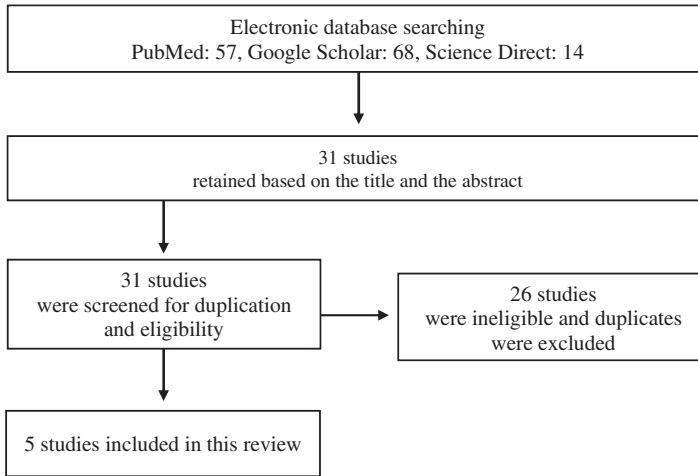 Electronic database searching
PubMed: 57, Google Scholar: 68, Science Direct: 14
31 studies
retained based on the title and the abstract
31 studies
were screened for duplication
and eligibility
26 studies
were ineligible and duplicates
were excluded
5 studies included in this review